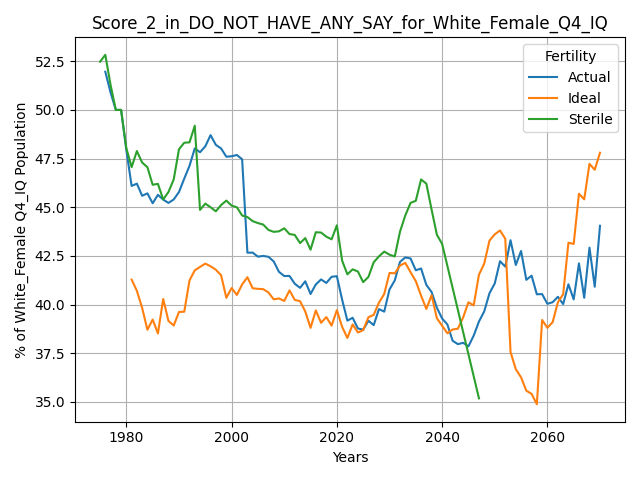 Score_2_in_DO_NOT_HAVE_ANY_SAY_for_White_Female_Q4_IQ
Fertility
Actual
Ideal
Sterile
% of White_Female Q4_IQ Population
52.5
50.0
47.5
45.0
42.5
40.0
37.5
35.0
1980
2000
2020
2040
2060
Years